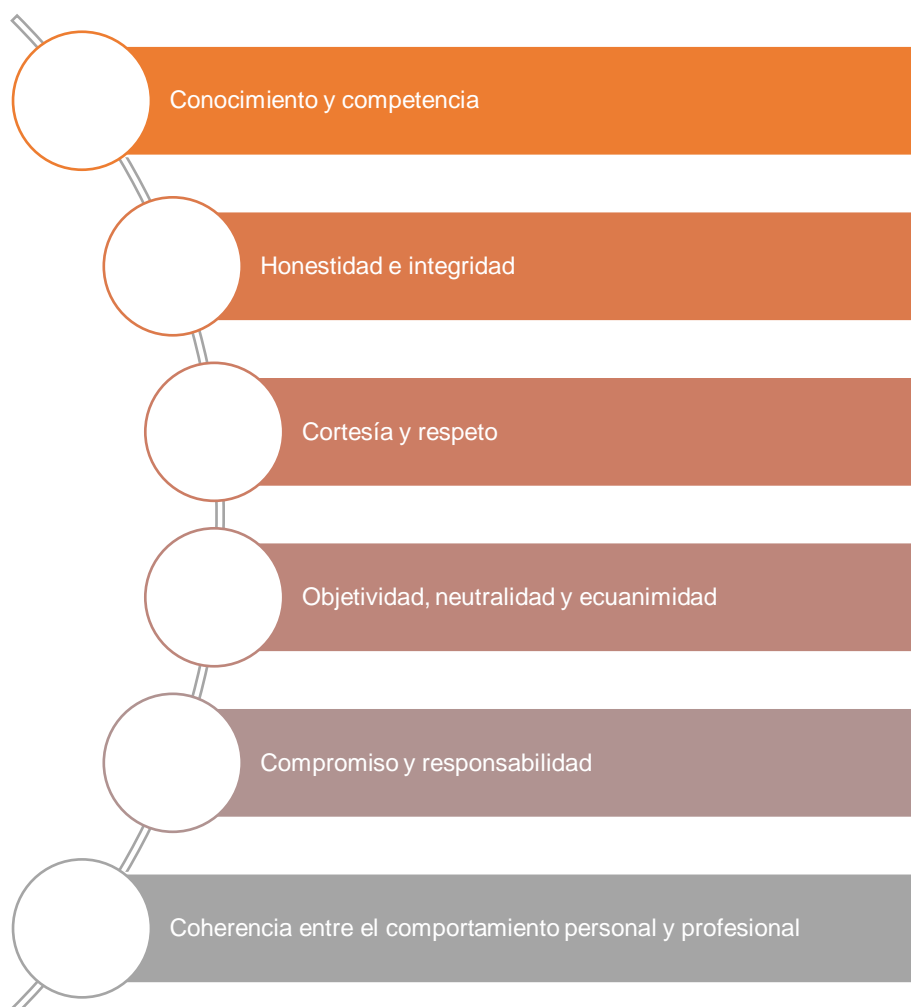 Conocimiento y competencia
Honestidad e integridad
Cortesía y respeto
Objetividad, neutralidad y ecuanimidad
Compromiso y responsabilidad
Coherencia entre el comportamiento personal y profesional